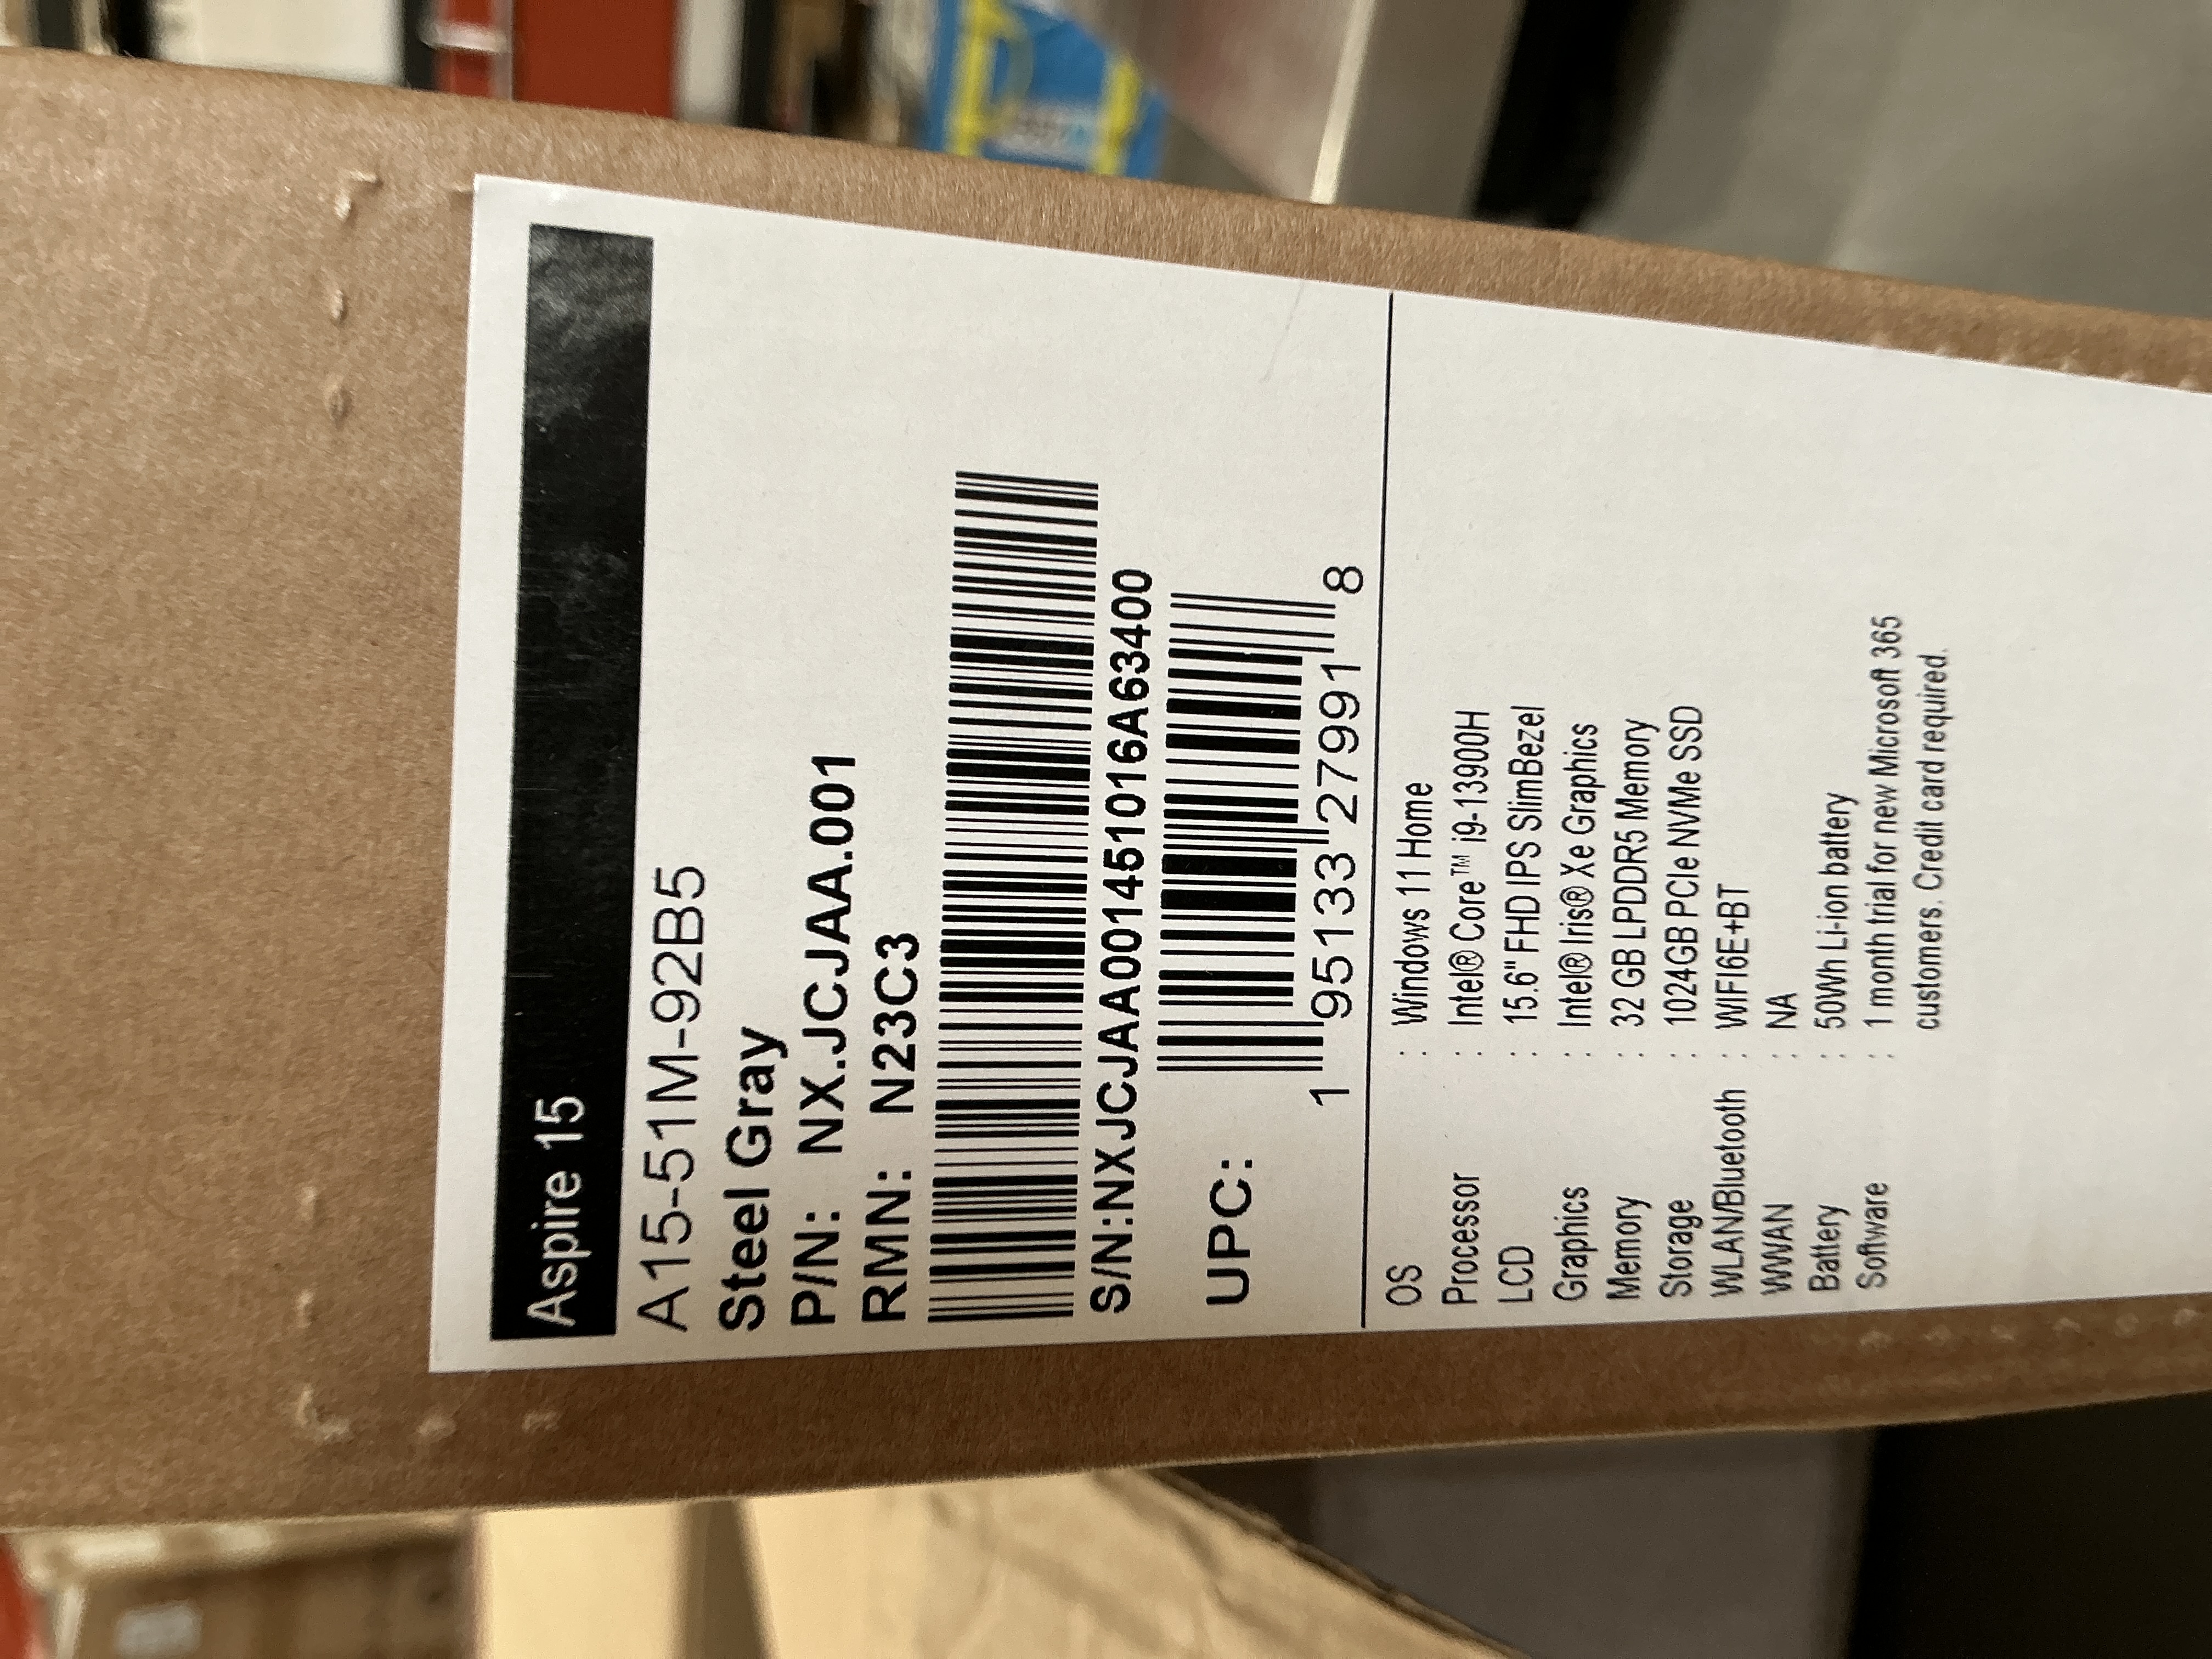 Aspire 15
A15-51M-92B5
Steel Gray
P/N: NX.JCJAA.001
RMN: N23C3
S/N:NXJCJAA001451016A63400
UPC:
1 95133 27991 8
OS : Windows 11 Home
Processor : Intel® Core™ i9-13900H
LCD : 15.6" FHD IPS SlimBezel
Graphics : Intel® Iris® Xe Graphics
Memory : 32 GB LPDDR5 Memory
Storage : 1024GB PCIe NVMe SSD
WLAN/Bluetooth : WIFI6E+BT
WWAN : NA
Battery : 50Wh Li-ion battery
Software : 1 month trial for new Microsoft 365
customers. Credit card required.